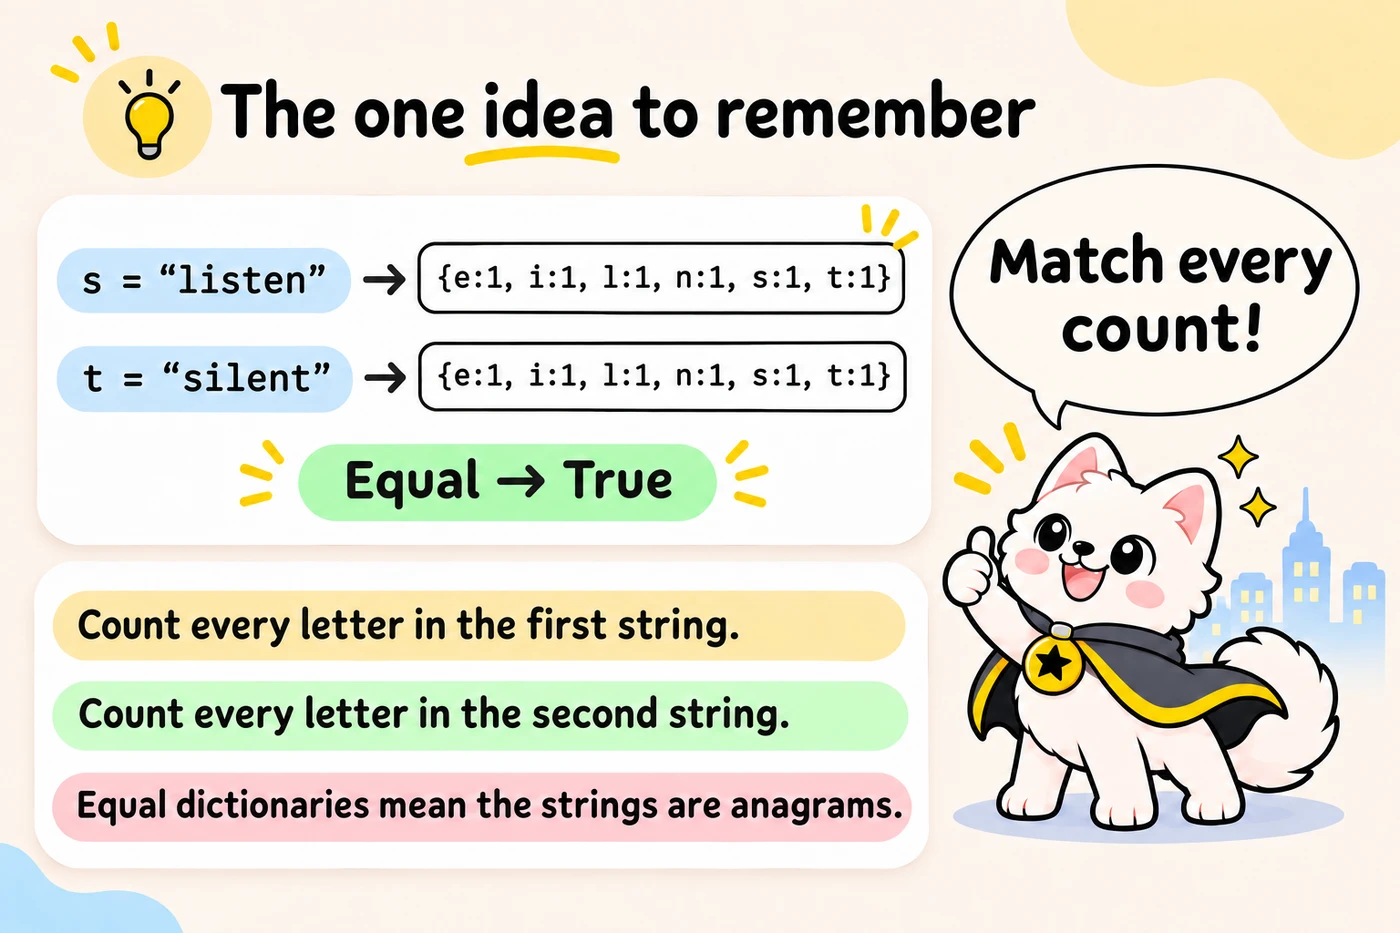 The one idea to remember
s = “listen” → {e:1, i:1, l:1, n:1, s:1, t:1}
t = “silent” → {e:1, i:1, l:1, n:1, s:1, t:1}
Equal → True
Match every
count!
Count every letter in the first string.
Count every letter in the second string.
Equal dictionaries mean the strings are anagrams.